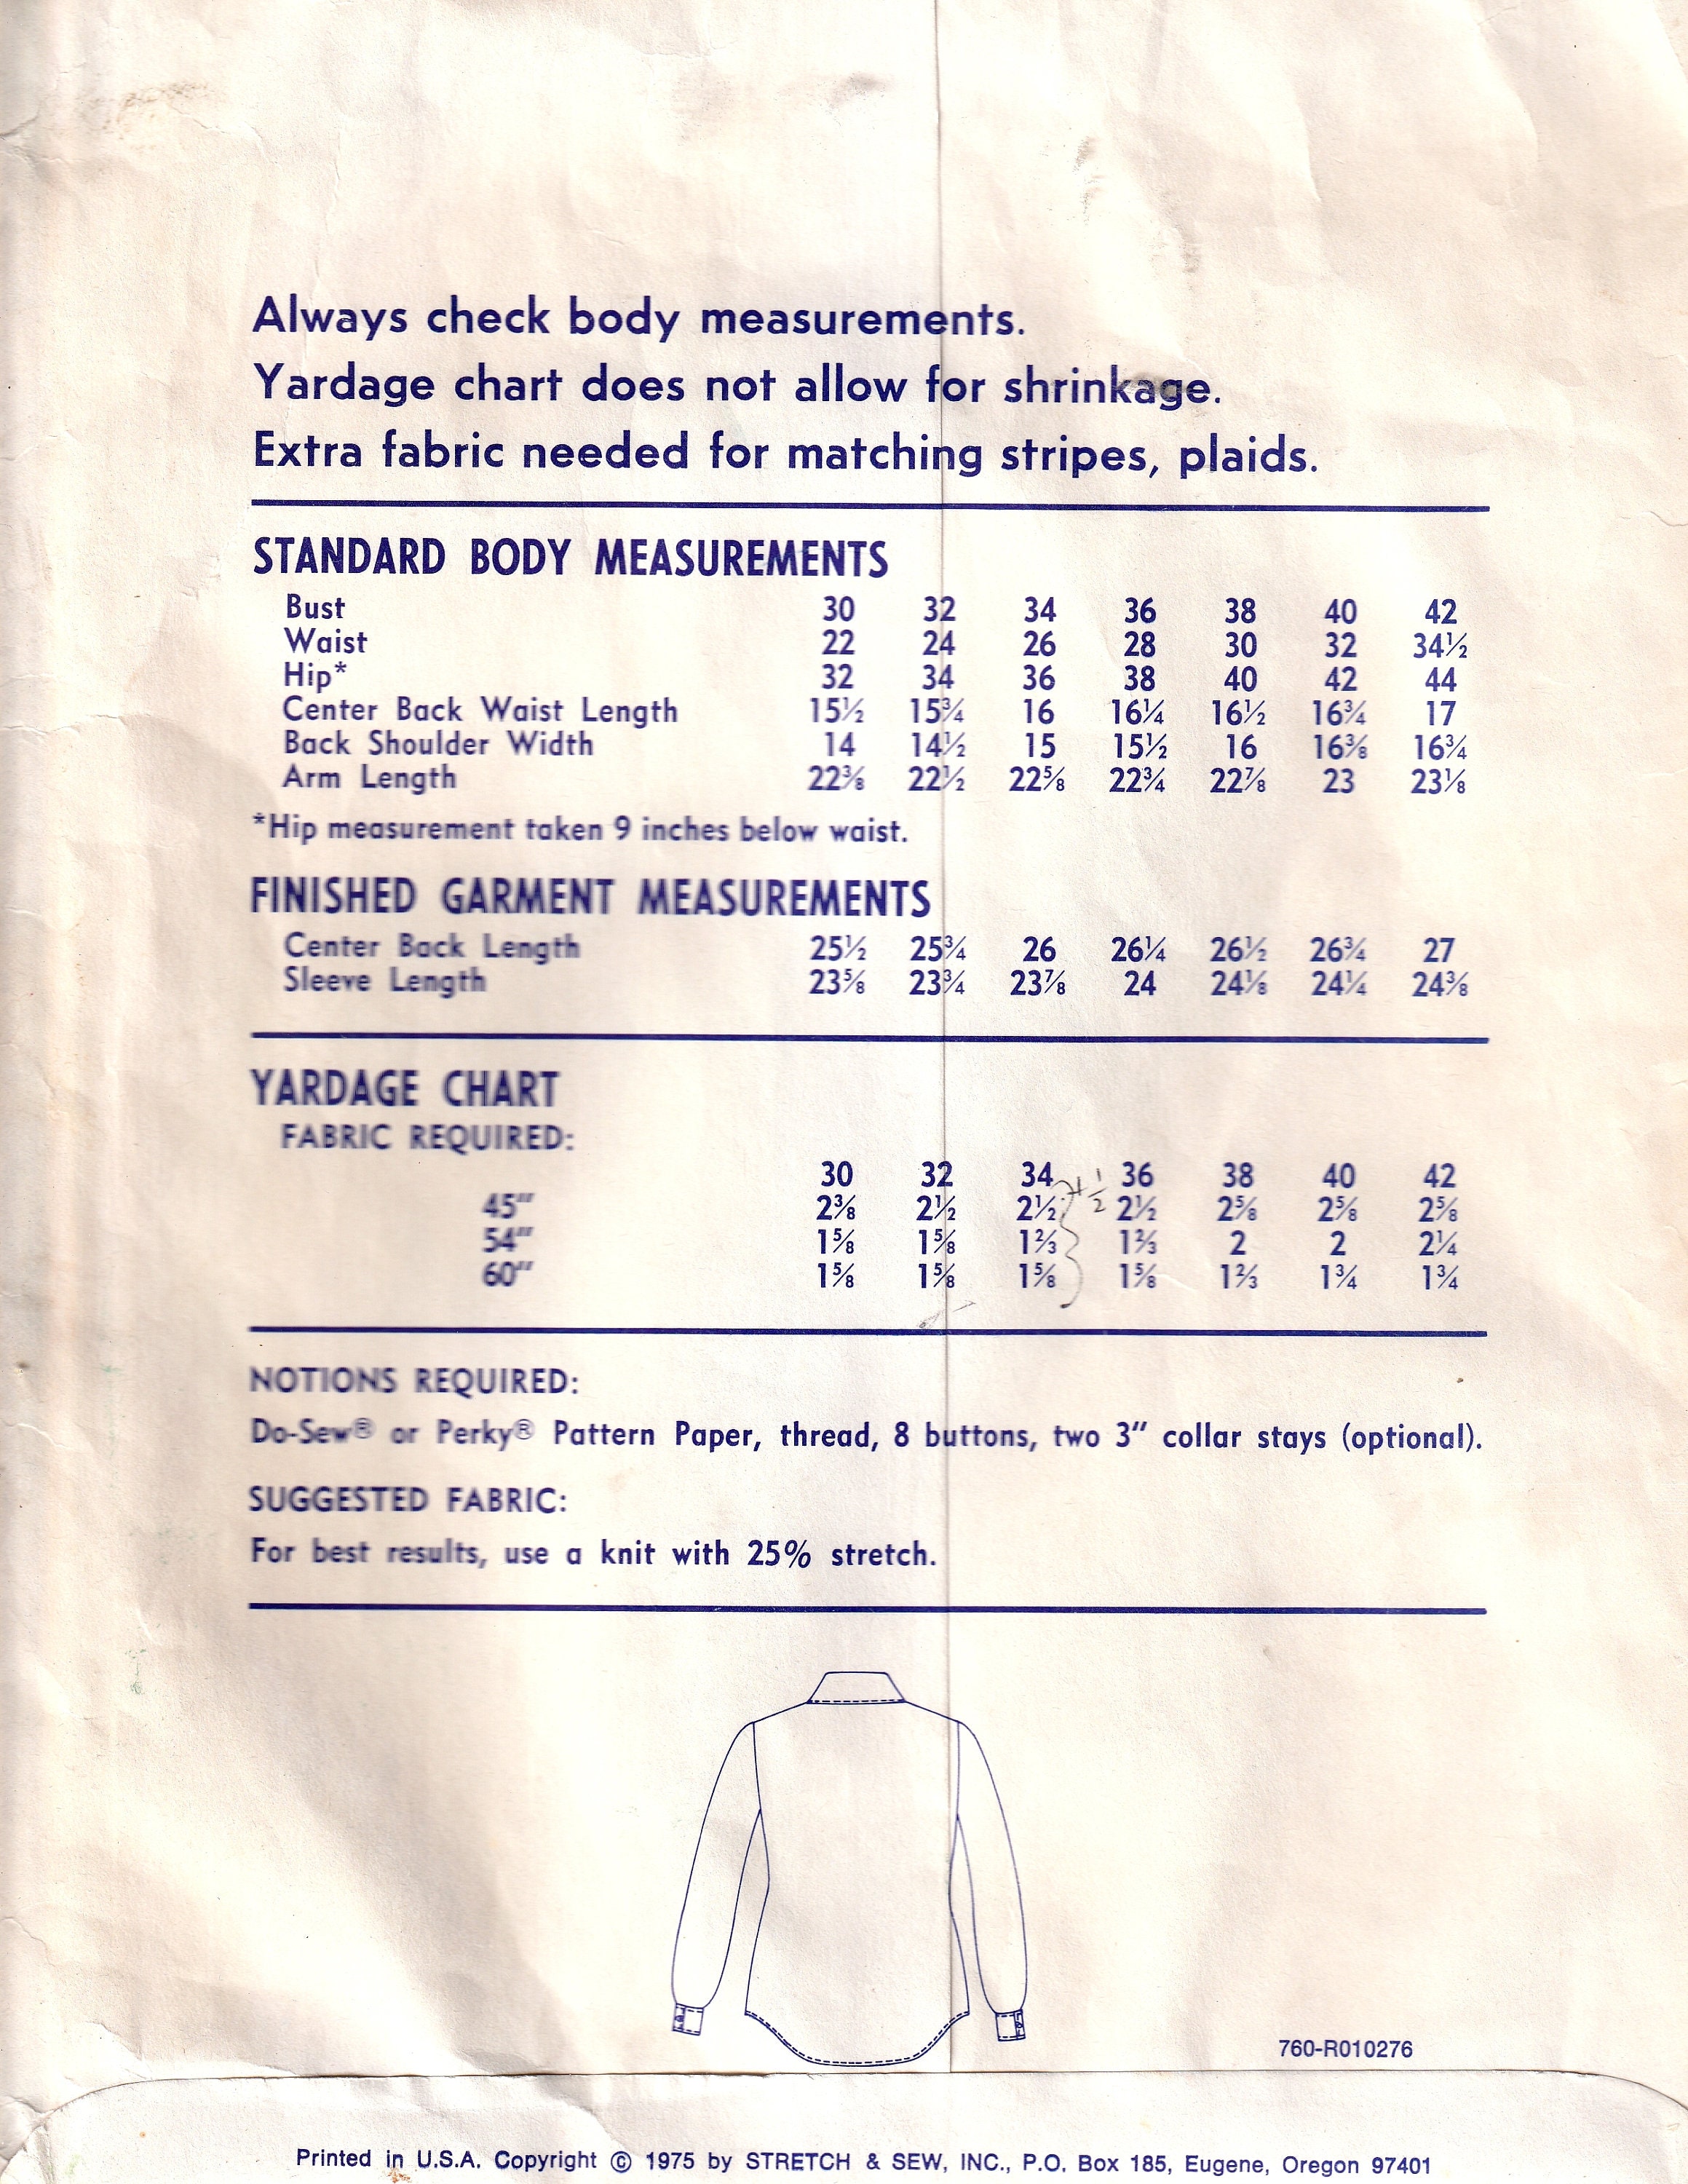 Always check body measurements.
Yardage chart does not allow for shrinkage.
Extra fabric needed for matching stripes, plaids.
STANDARD BODY MEASUREMENTS
Bust 30 32 34 36 38 40 42
Waist 22 24 26 28 30 32 34½
Hip* 32 34 36 38 40 42 44
Center Back Waist Length 15½ 15¾ 16 16¼ 16½ 16¾ 17
Back Shoulder Width 14 14½ 15 15½ 16 16⅜ 16¾
Arm Length 22⅜ 22½ 22⅝ 22¾ 22⅞ 23 23⅛
*Hip measurement taken 9 inches below waist.
FINISHED GARMENT MEASUREMENTS
Center Back Length 25½ 25¾ 26 26¼ 26½ 26¾ 27
Sleeve Length 23⅝ 23¾ 23⅞ 24 24⅛ 24¼ 24⅜
YARDAGE CHART
FABRIC REQUIRED:
30 32 34 +½ 36 38 40 42
45" 2⅜ 2½ 2½ 2½ 2⅝ 2⅝ 2⅝
54" 1⅝ 1⅝ 1⅔ 1⅔ 2 2 2¼
60" 1⅝ 1⅝ 1⅝ 1⅝ 1⅔ 1¾ 1¾
NOTIONS REQUIRED:
Do-Sew® or Perky® Pattern Paper, thread, 8 buttons, two 3" collar stays (optional).
SUGGESTED FABRIC:
For best results, use a knit with 25% stretch.
760-R010276
Printed in U.S.A. Copyright © 1975 by STRETCH & SEW, INC., P.O. Box 185, Eugene, Oregon 97401